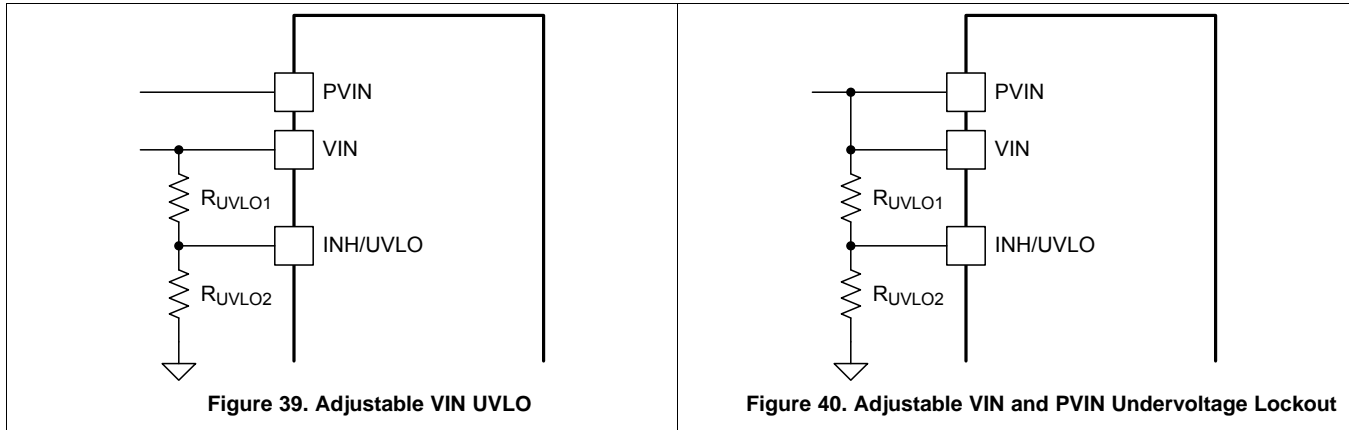 PVIN
VIN
RUVLO1
INH/UVLO
RUVLO2
Figure 39. Adjustable VIN UVLO
PVIN
VIN
RUVLO1
INH/UVLO
RUVLO2
Figure 40. Adjustable VIN and PVIN Undervoltage Lockout